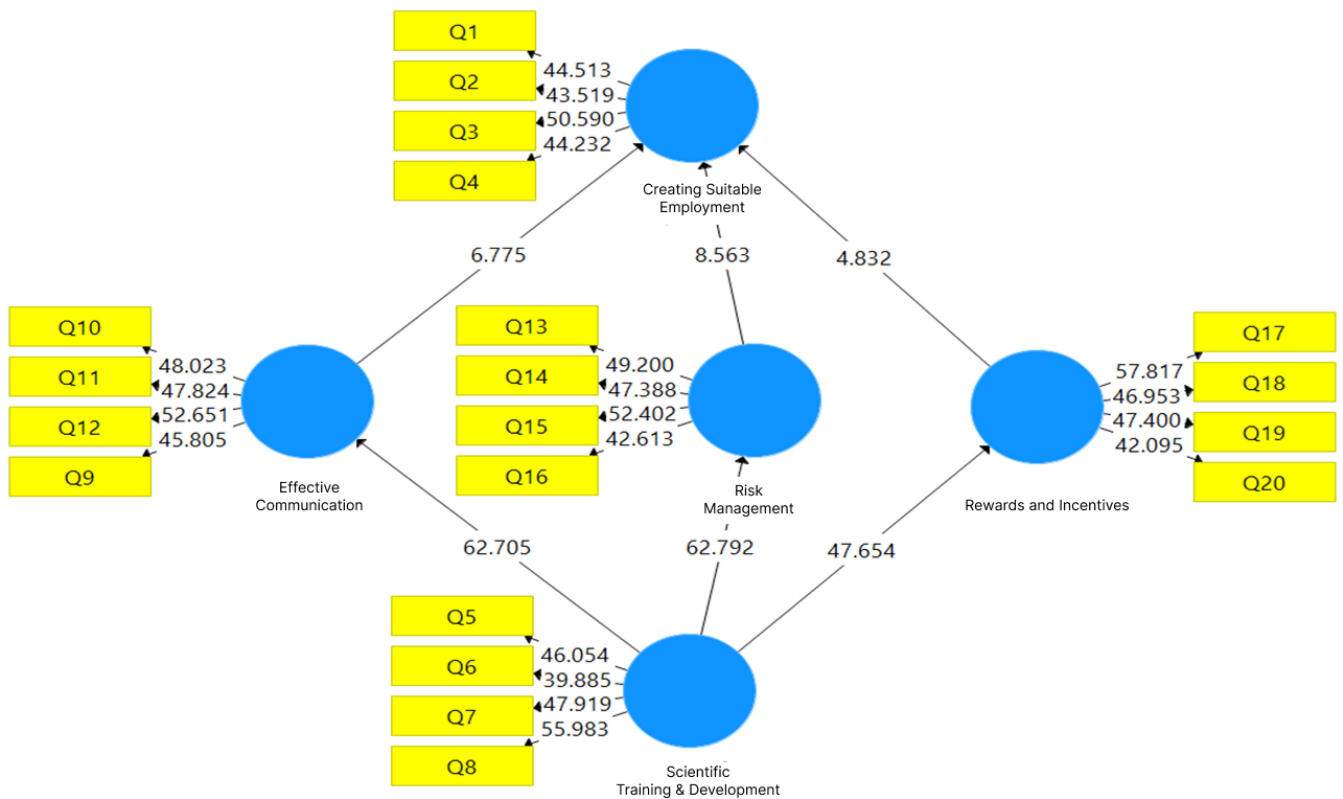 Q1
Q2
Q3
Q4
44.513
43.519
50.590
44.232
Creating Suitable
Employment
6.775
8.563
4.832
Q10
Q11
Q12
Q9
48.023
47.824
52.651
45.805
Effective
Communication
Q13
Q14
Q15
Q16
49.200
47.388
52.402
42.613
Risk
Management
57.817
46.953
47.400
42.095
Q17
Q18
Q19
Q20
Rewards and Incentives
62.705
62.792
47.654
Q5
Q6
Q7
Q8
46.054
39.885
47.919
55.983
Scientific
Training & Development